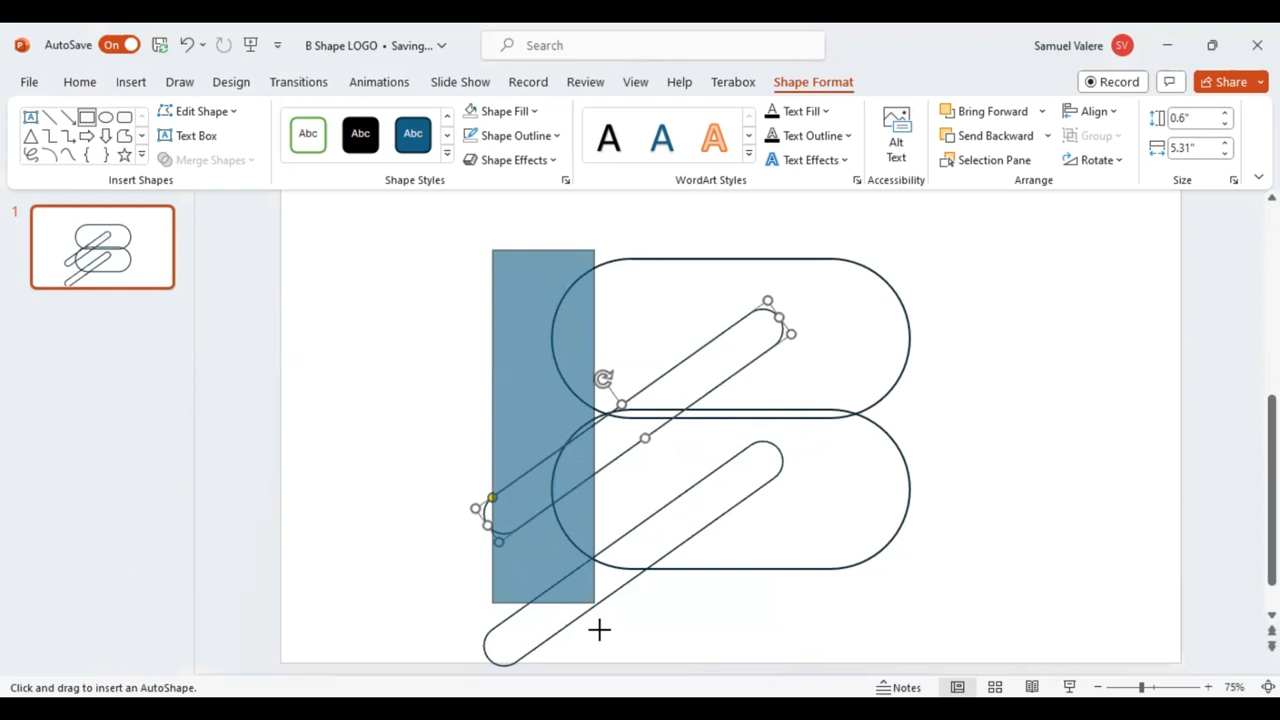 AutoSave On B Shape LOGO • Saving... Search Samuel Valere SV
File Home Insert Draw Design Transitions Animations Slide Show Record Review View Help Terabox Shape Format Record Share
Edit Shape
Text Box
Merge Shapes
Insert Shapes
Abc Abc Abc
Shape Fill
Shape Outline
Shape Effects
Shape Styles
A A A
Text Fill
Text Outline
Text Effects
WordArt Styles
Alt
Text
Accessibility
Bring Forward
Send Backward
Selection Pane
Align
Group
Rotate
Arrange
0.6"
5.31"
Size
1
Click and drag to insert an AutoShape. Notes 75%